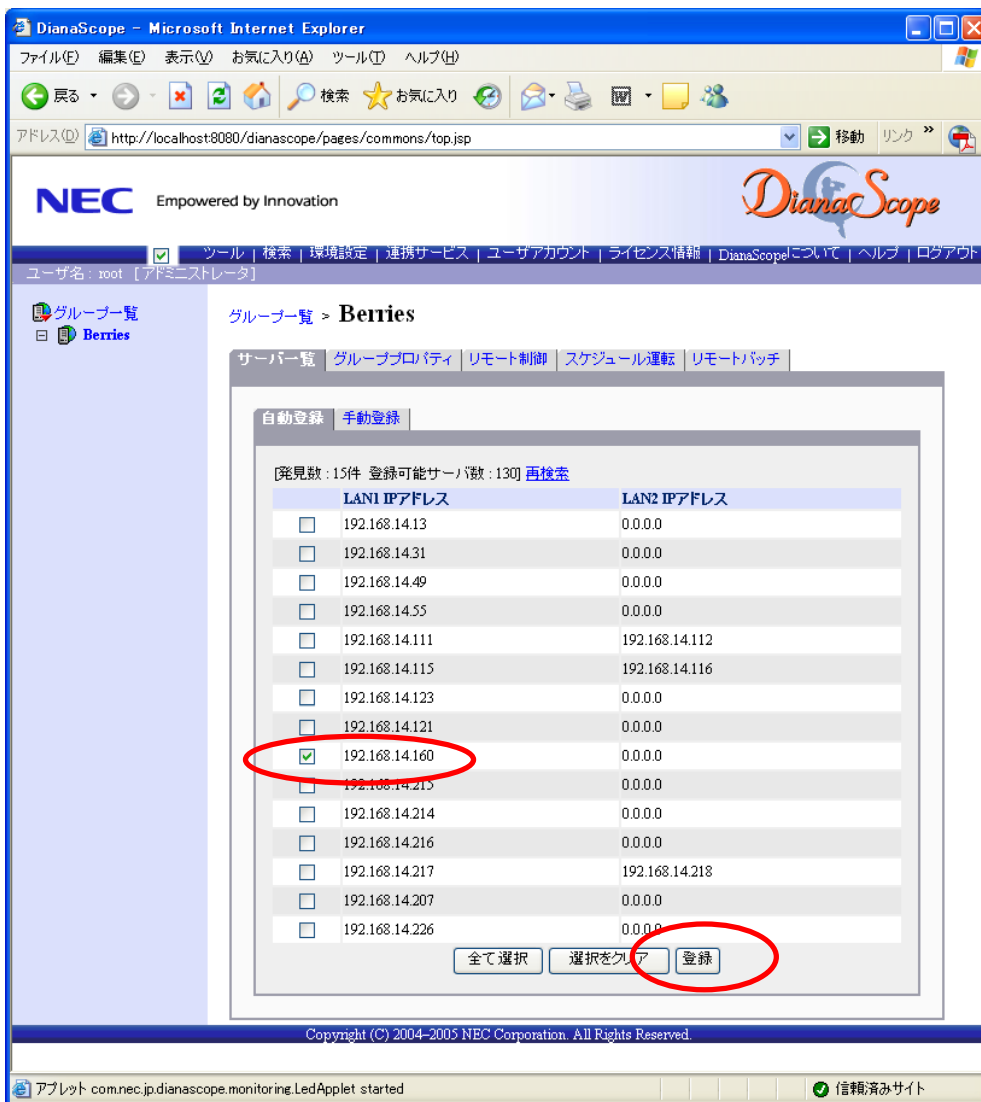 DianaScope - Microsoft Internet Explorer
ファイル(F) 編集(E) 表示(V) お気に入り(A) ツール(T) ヘルプ(H)
戻る 検索 お気に入り
アドレス(D) http://localhost:8080/dianascope/pages/commons/top.jsp 移動 リンク »
NEC Empowered by Innovation DianaScope
ツール | 検索 | 環境設定 | 連携サービス | ユーザアカウント | ライセンス情報 | DianaScopeについて | ヘルプ | ログアウト
ユーザ名 : root [アドミニストレータ]
グループ一覧
Berries
グループ一覧 > Berries
サーバ一覧 グループプロパティ リモート制御 スケジュール運転 リモートバッチ
自動登録 手動登録
[発見数 : 15件 登録可能サーバ数 : 130] 再検索
LAN1 IPアドレス LAN2 IPアドレス
192.168.14.13 0.0.0.0
192.168.14.31 0.0.0.0
192.168.14.49 0.0.0.0
192.168.14.55 0.0.0.0
192.168.14.111 192.168.14.112
192.168.14.115 192.168.14.116
192.168.14.123 0.0.0.0
192.168.14.121 0.0.0.0
192.168.14.160 0.0.0.0
192.168.14.215 0.0.0.0
192.168.14.214 0.0.0.0
192.168.14.216 0.0.0.0
192.168.14.217 192.168.14.218
192.168.14.207 0.0.0.0
192.168.14.226 0.0.0.0
全て選択 選択をクリア 登録
Copyright (C) 2004-2005 NEC Corporation. All Rights Reserved.
アプレット com.nec.jp.dianascope.monitoring.LedApplet started 信頼済みサイト